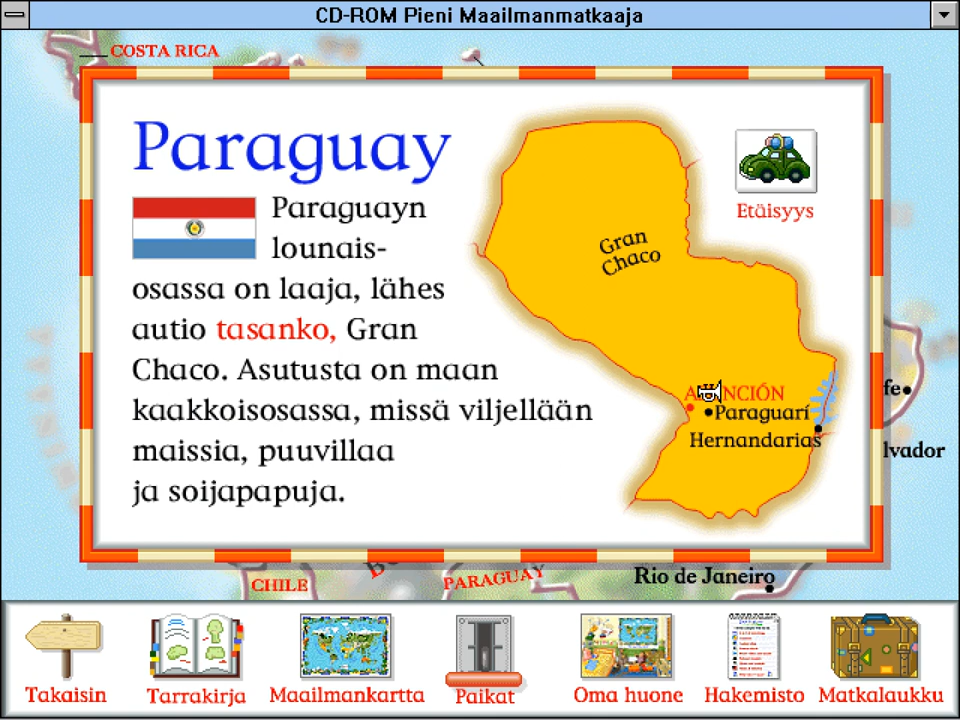 CD-ROM Pieni Maailmanmatkaaja
COSTA RICA
Paraguay
Paraguayn
lounais-
osassa on laaja, lähes
autio tasanko, Gran
Chaco. Asutusta on maan
kaakkoisosassa, missä viljellään
maissia, puuvillaa
ja soijapapuja.
Etäisyys
Gran
Chaco
Paraguarí
Hernandarias
fe
lvador
CHILE
PARAGUAY
Rio de Janeiro
Takaisin
Tarrakirja
Maailmankartta
Paikat
Oma huone
Hakemisto
Matkalaukku